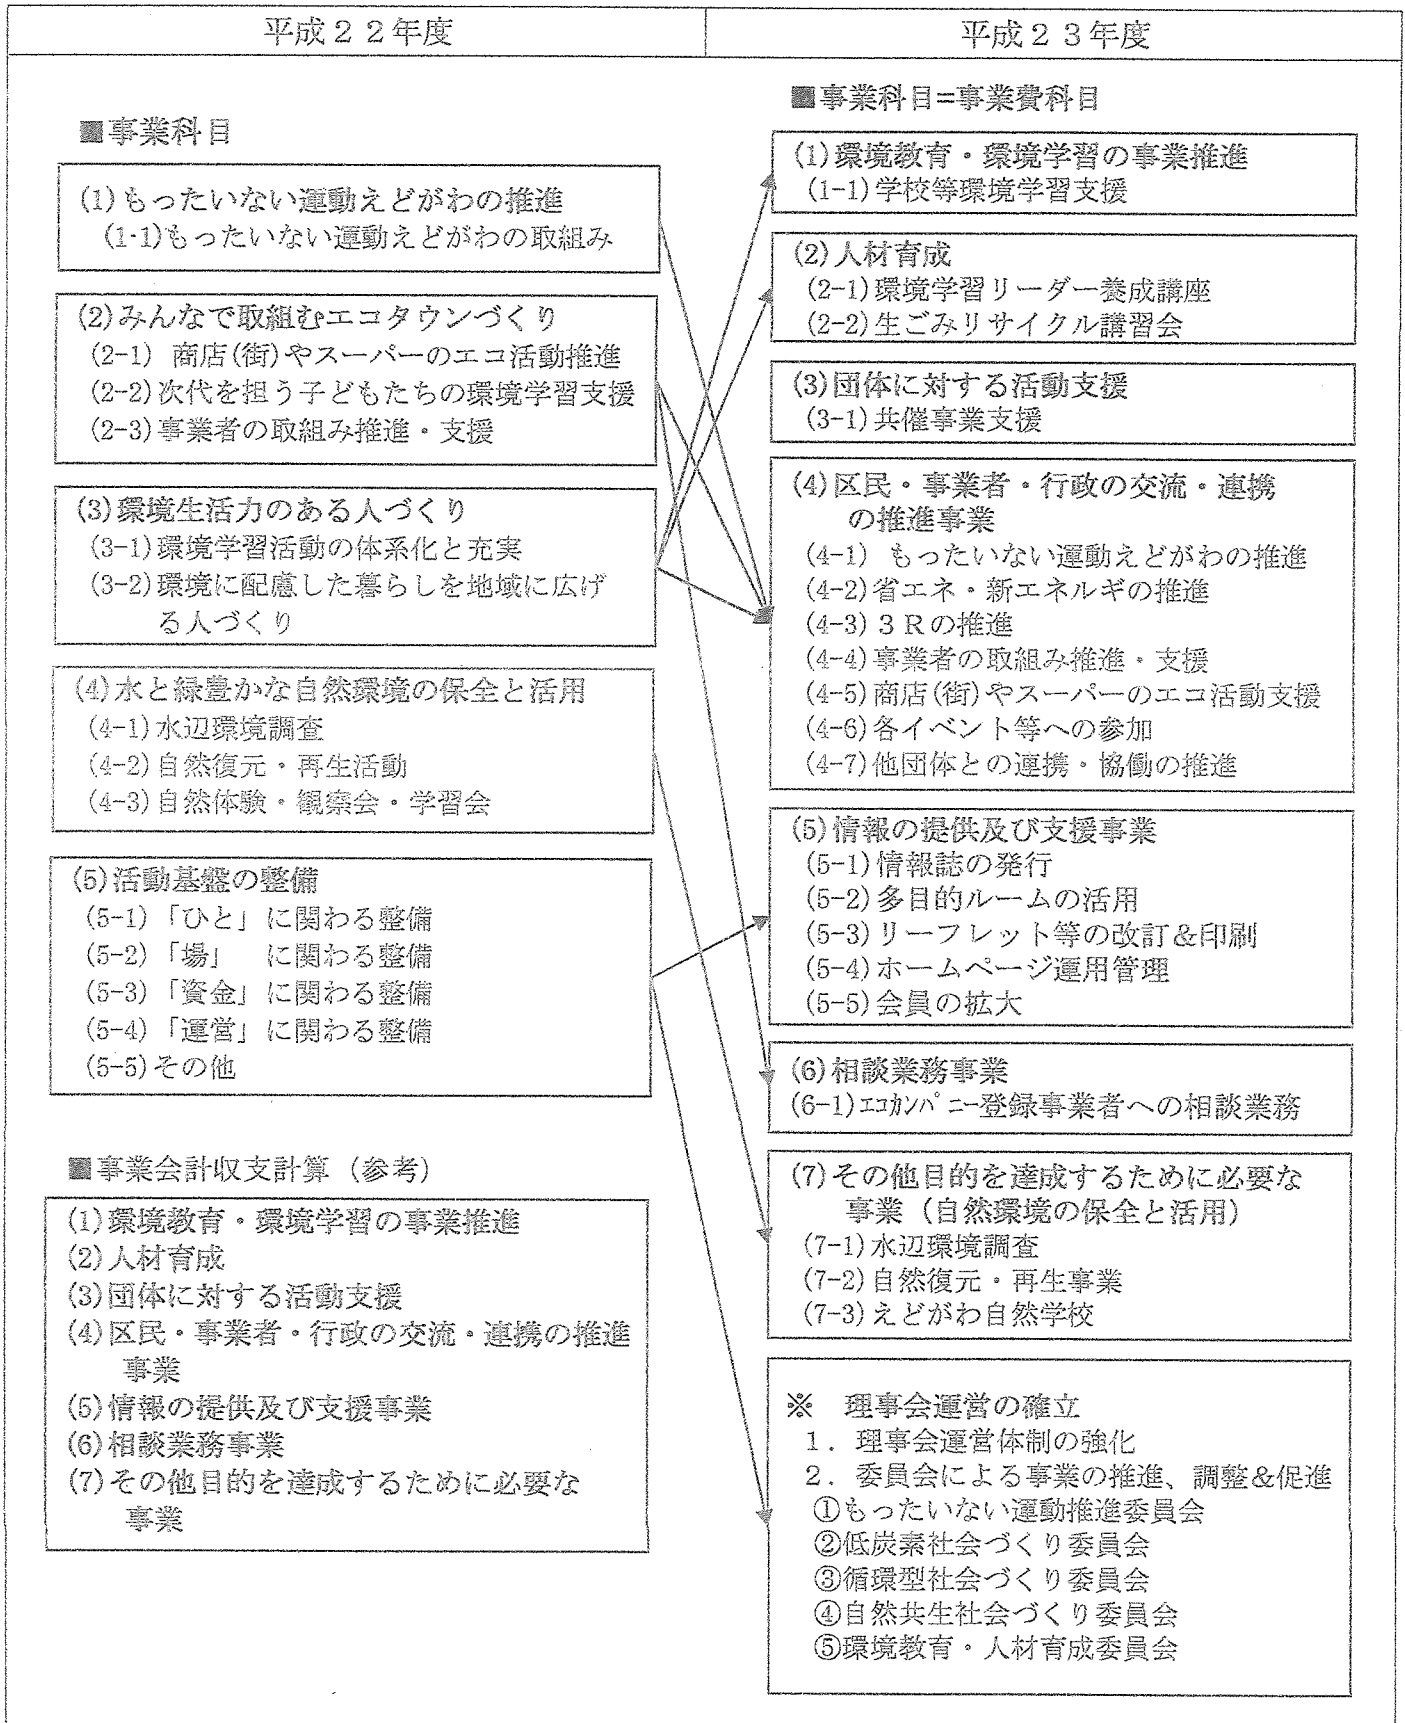 平成２２年度
平成２３年度
■事業科目
(1)もったいない運動えどがわの推進
(1-1)もったいない運動えどがわの取組み
(2)みんなで取組むエコタウンづくり
(2-1) 商店(街)やスーパーのエコ活動推進
(2-2)次代を担う子どもたちの環境学習支援
(2-3)事業者の取組み推進・支援
(3)環境生活力のある人づくり
(3-1)環境学習活動の体系化と充実
(3-2)環境に配慮した暮らしを地域に広げ
る人づくり
(4)水と緑豊かな自然環境の保全と活用
(4-1)水辺環境調査
(4-2)自然復元・再生活動
(4-3)自然体験・観察会・学習会
(5)活動基盤の整備
(5-1)「ひと」に関わる整備
(5-2)「場」　に関わる整備
(5-3)「資金」に関わる整備
(5-4)「運営」に関わる整備
(5-5)その他
■事業会計収支計算（参考）
(1)環境教育・環境学習の事業推進
(2)人材育成
(3)団体に対する活動支援
(4)区民・事業者・行政の交流・連携の推進
事業
(5)情報の提供及び支援事業
(6)相談業務事業
(7)その他目的を達成するために必要な
事業
■事業科目=事業費科目
(1)環境教育・環境学習の事業推進
(1-1)学校等環境学習支援
(2)人材育成
(2-1)環境学習リーダー養成講座
(2-2)生ごみリサイクル講習会
(3)団体に対する活動支援
(3-1)共催事業支援
(4)区民・事業者・行政の交流・連携
の推進事業
(4-1) もったいない運動えどがわの推進
(4-2)省エネ・新エネルギの推進
(4-3)３Ｒの推進
(4-4)事業者の取組み推進・支援
(4-5)商店(街)やスーパーのエコ活動支援
(4-6)各イベント等への参加
(4-7)他団体との連携・協働の推進
(5)情報の提供及び支援事業
(5-1)情報誌の発行
(5-2)多目的ルームの活用
(5-3)リーフレット等の改訂&印刷
(5-4)ホームページ運用管理
(5-5)会員の拡大
(6)相談業務事業
(6-1)ｴｺｶﾝﾊﾟﾆｰ登録事業者への相談業務
(7)その他目的を達成するために必要な
事業（自然環境の保全と活用）
(7-1)水辺環境調査
(7-2)自然復元・再生事業
(7-3)えどがわ自然学校
※　理事会運営の確立
１．理事会運営体制の強化
２．委員会による事業の推進、調整&促進
①もったいない運動推進委員会
②低炭素社会づくり委員会
③循環型社会づくり委員会
④自然共生社会づくり委員会
⑤環境教育・人材育成委員会